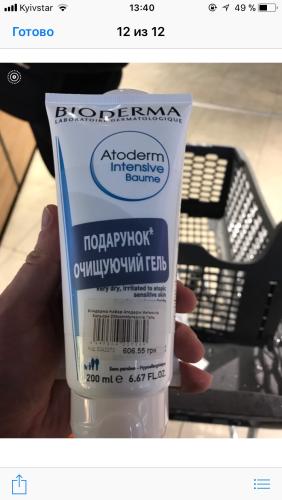 Kyivstar 13:40 49 %
Готово 12 из 12
BIODERMA
LABORATOIRE DERMATOLOGIQUE
Atoderm
Intensive
Baume
ПОДАРУНОК*
ОЧИЩУЮЧИЙ ГЕЛЬ
Very dry, irritated to atopic
sensitive skin
606.55 грн
200 ml e 6.67 FL.OZ.